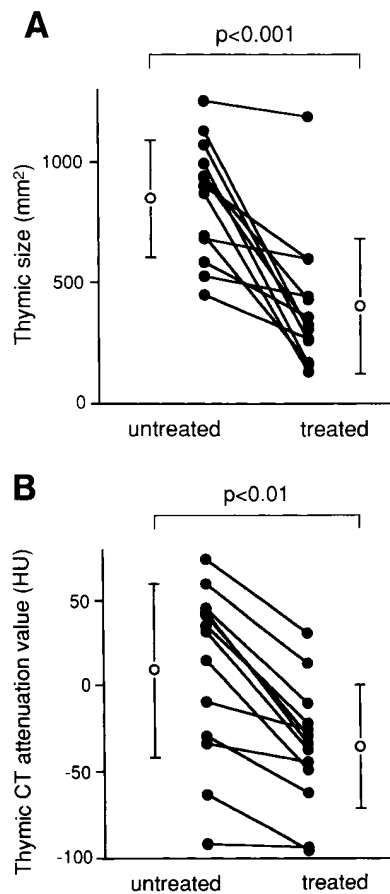 A
p<0.001
Thymic size (mm²)
1000
500
0
untreated treated
B
p<0.01
Thymic CT attenuation value (HU)
50
0
-50
-100
untreated treated